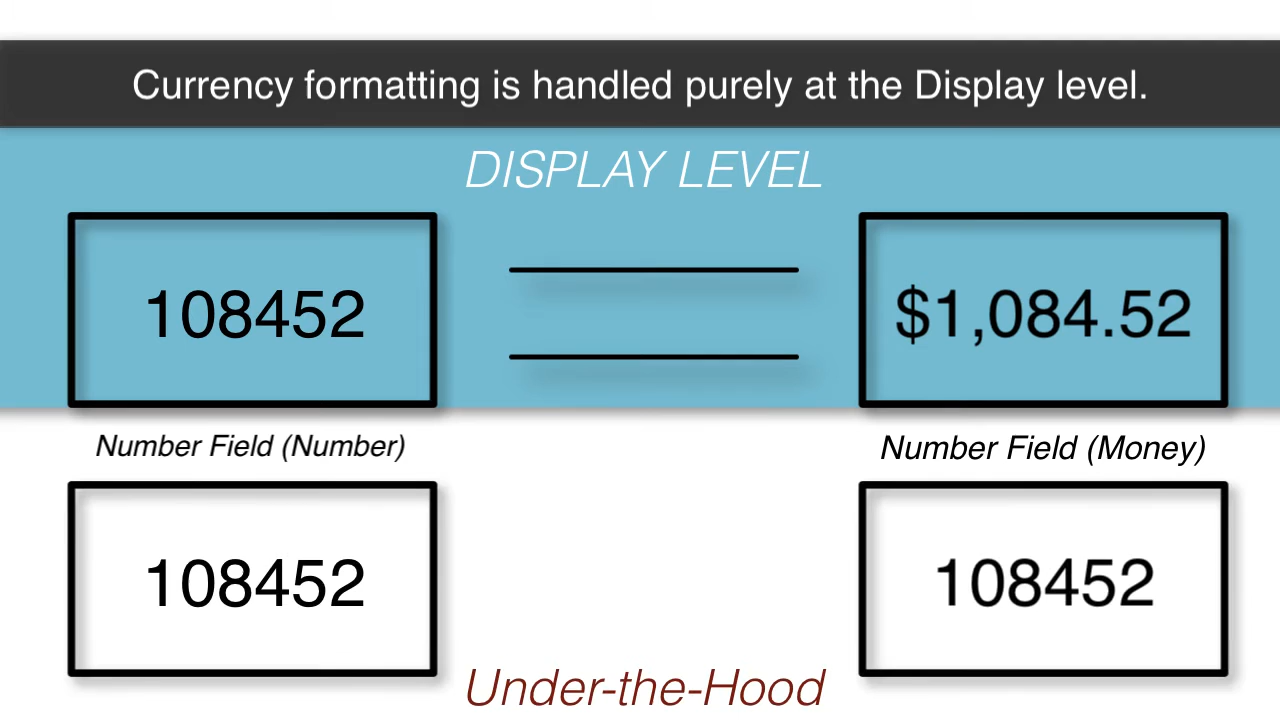 Currency formatting is handled purely at the Display level.
DISPLAY LEVEL
108452
$1,084.52
Number Field (Number)
Number Field (Money)
108452
108452
Under-the-Hood